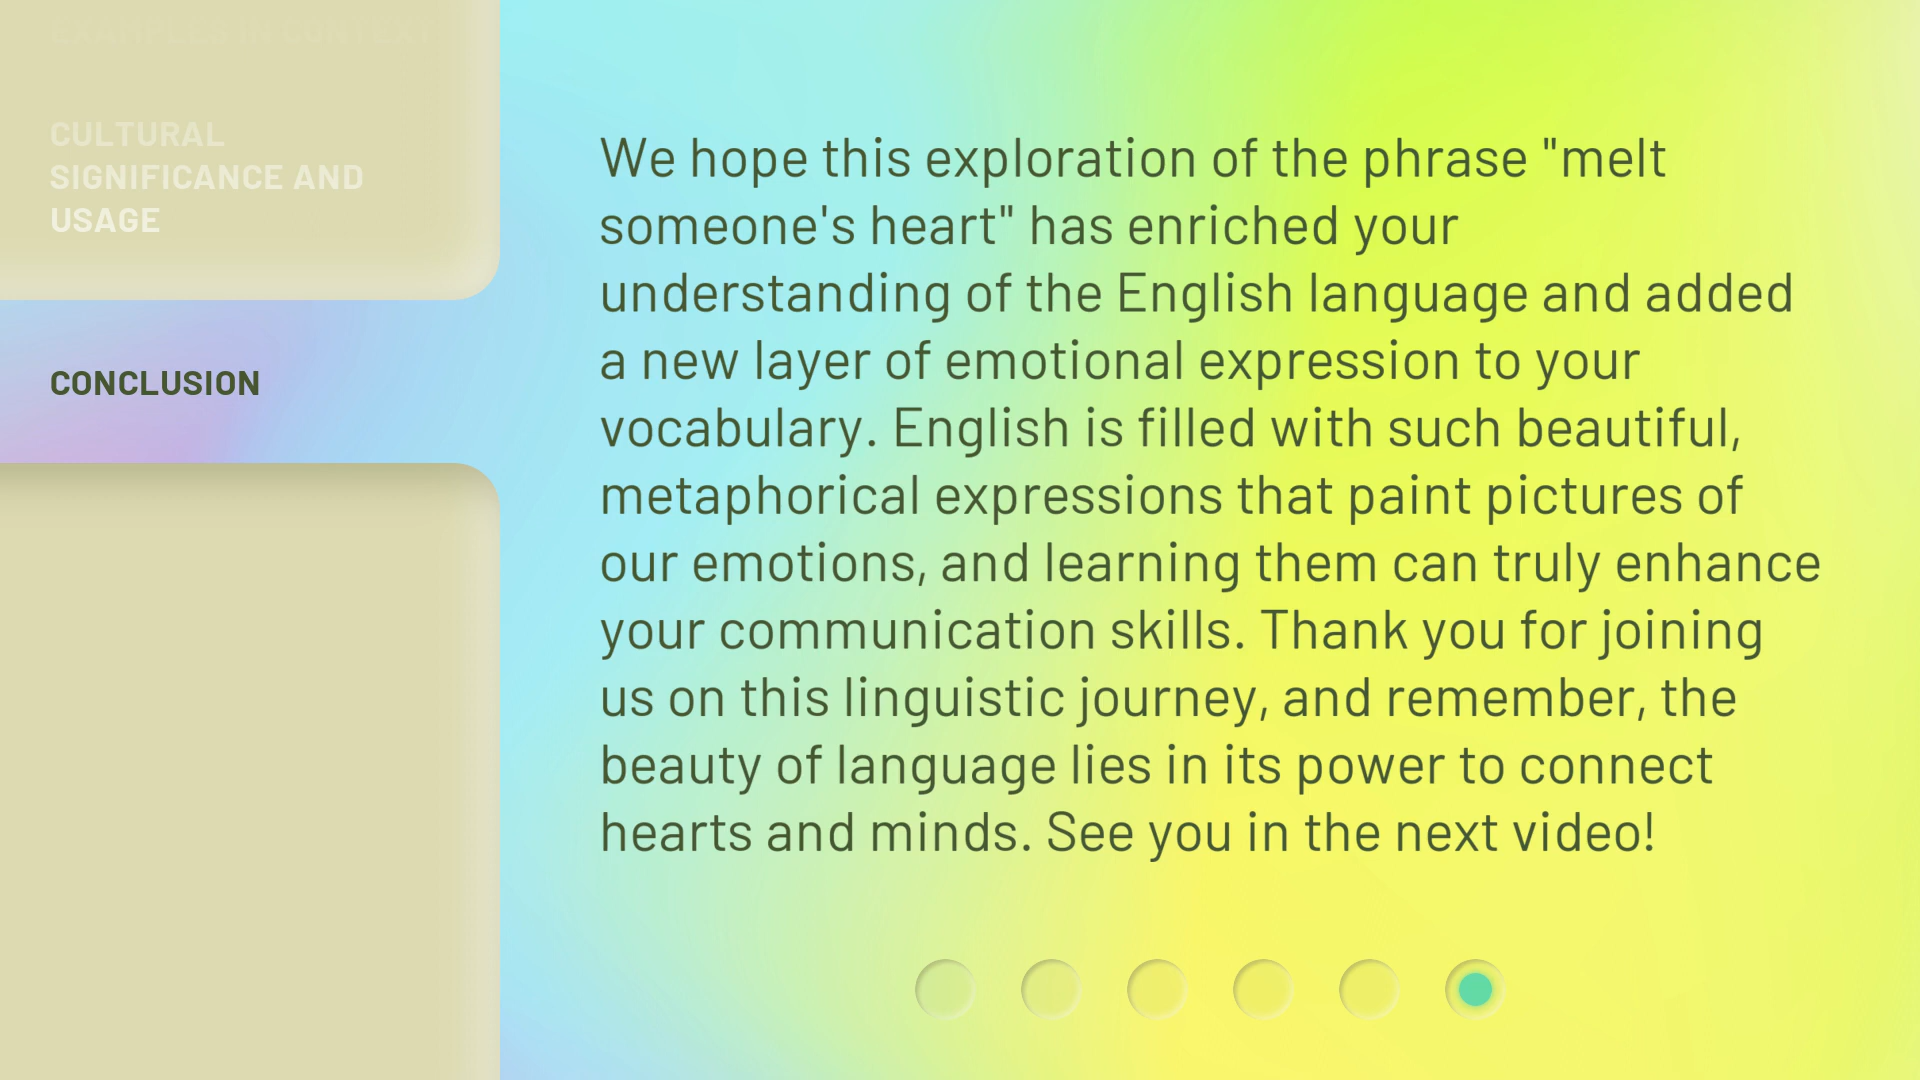 EXAMPLES IN CONTEXT
CULTURAL
SIGNIFICANCE AND
USAGE
CONCLUSION
We hope this exploration of the phrase "melt
someone's heart" has enriched your
understanding of the English language and added
a new layer of emotional expression to your
vocabulary. English is filled with such beautiful,
metaphorical expressions that paint pictures of
our emotions, and learning them can truly enhance
your communication skills. Thank you for joining
us on this linguistic journey, and remember, the
beauty of language lies in its power to connect
hearts and minds. See you in the next video!